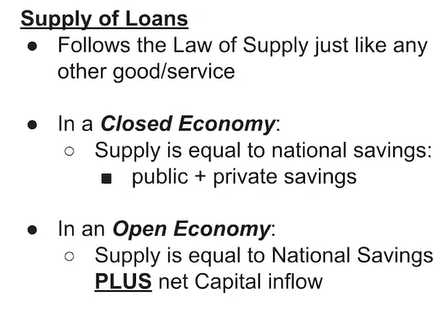 Supply of Loans
● Follows the Law of Supply just like any
other good/service
● In a Closed Economy:
○ Supply is equal to national savings:
■ public + private savings
● In an Open Economy:
○ Supply is equal to National Savings
PLUS net Capital inflow